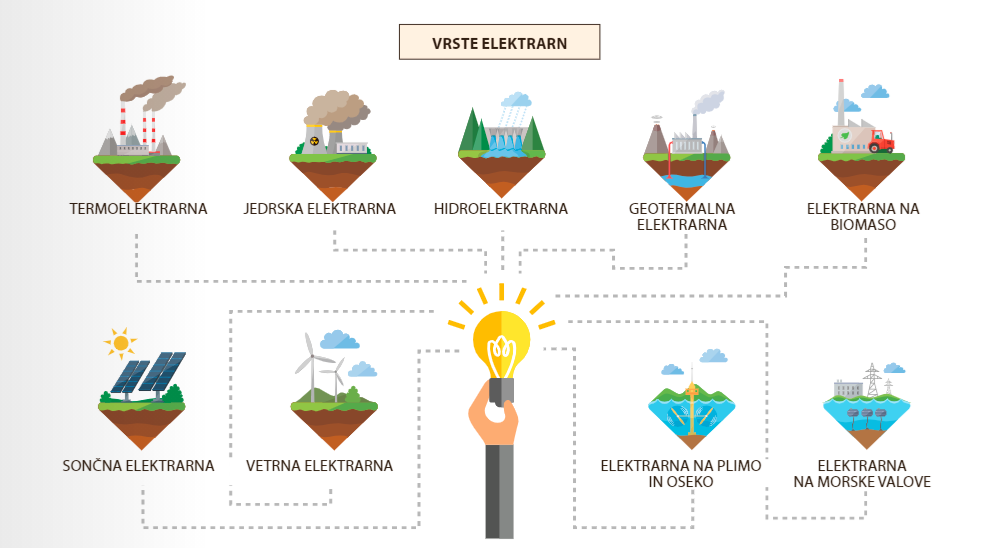 VRSTE ELEKTRARN
TERMOELEKTRARNA
JEDRSKA ELEKTRARNA
HIDROELEKTRARNA
GEOTERMALNA
ELEKTRARNA
ELEKTRARNA NA
BIOMASO
SONČNA ELEKTRARNA
VETRNA ELEKTRARNA
ELEKTRARNA NA PLIMO
IN OSEKO
ELEKTRARNA
NA MORSKE VALOVE